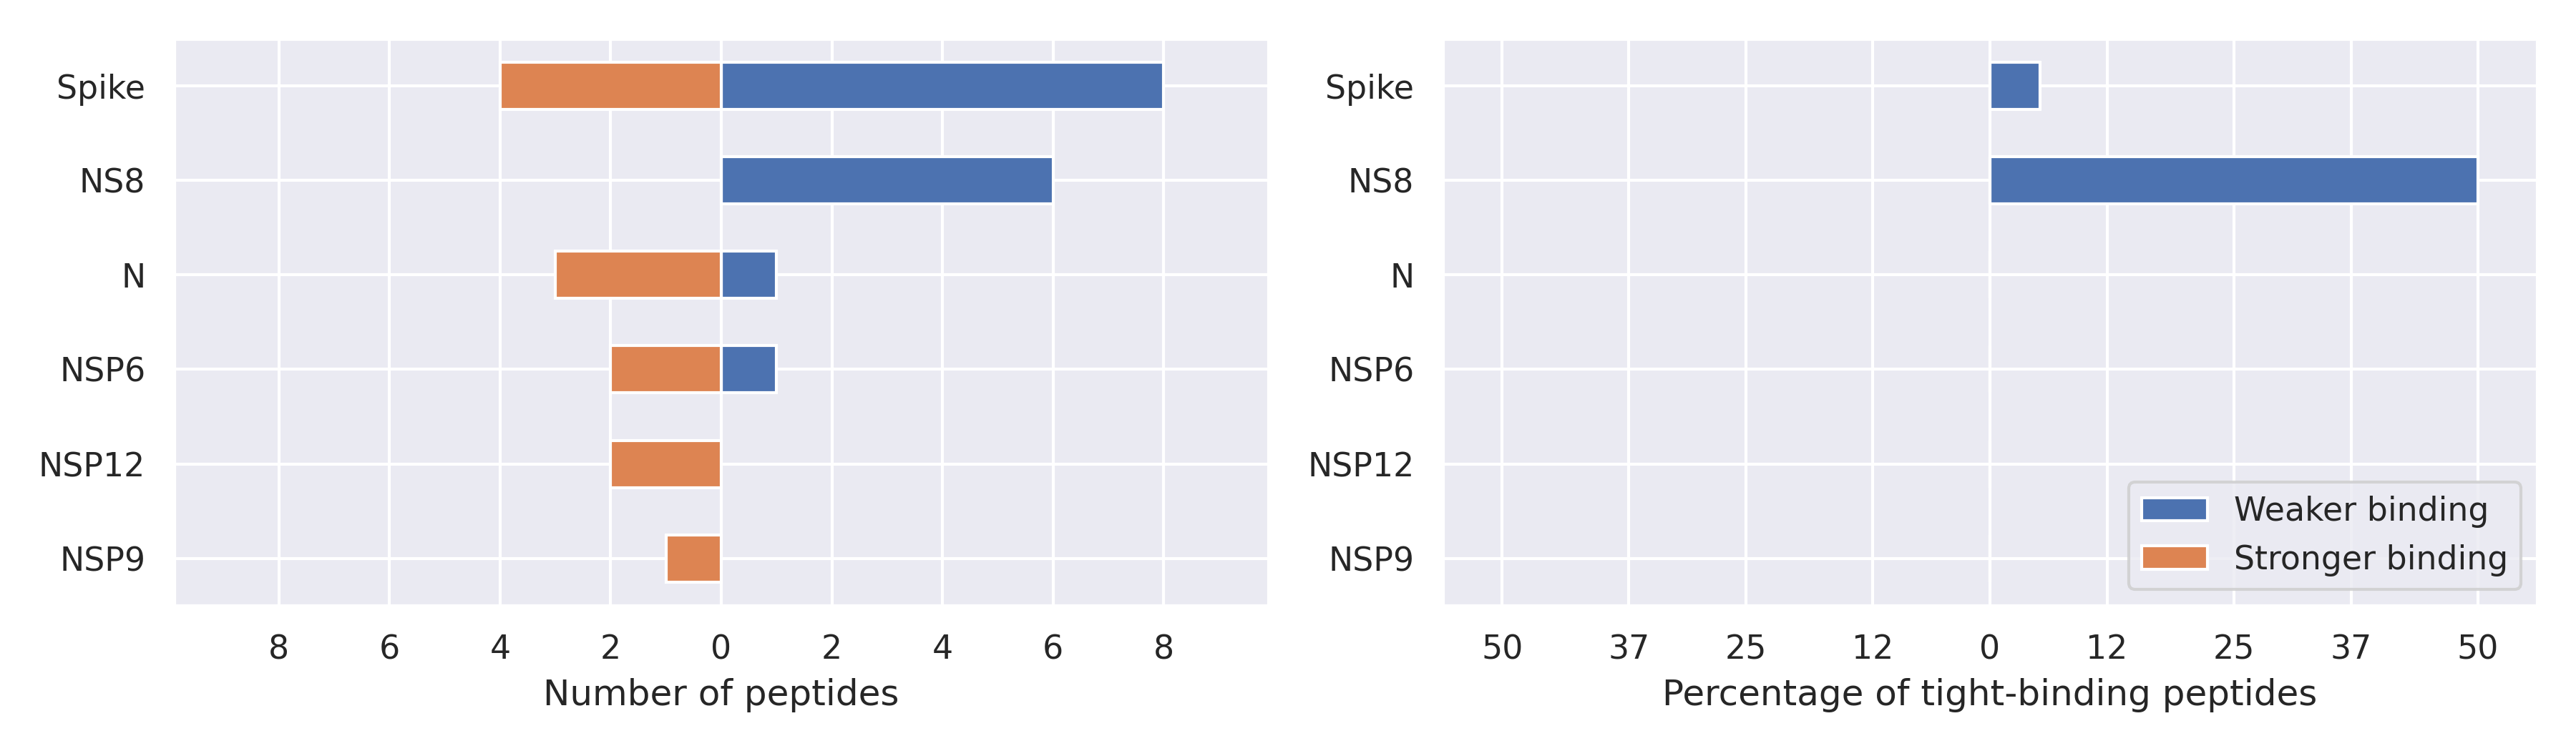 Spike
NS8
N
NSP6
NSP12
NSP9
8 6 4 2 0 2 4 6 8
Number of peptides
Spike
NS8
N
NSP6
NSP12
NSP9
Weaker binding
Stronger binding
50 37 25 12 0 12 25 37 50
Percentage of tight-binding peptides